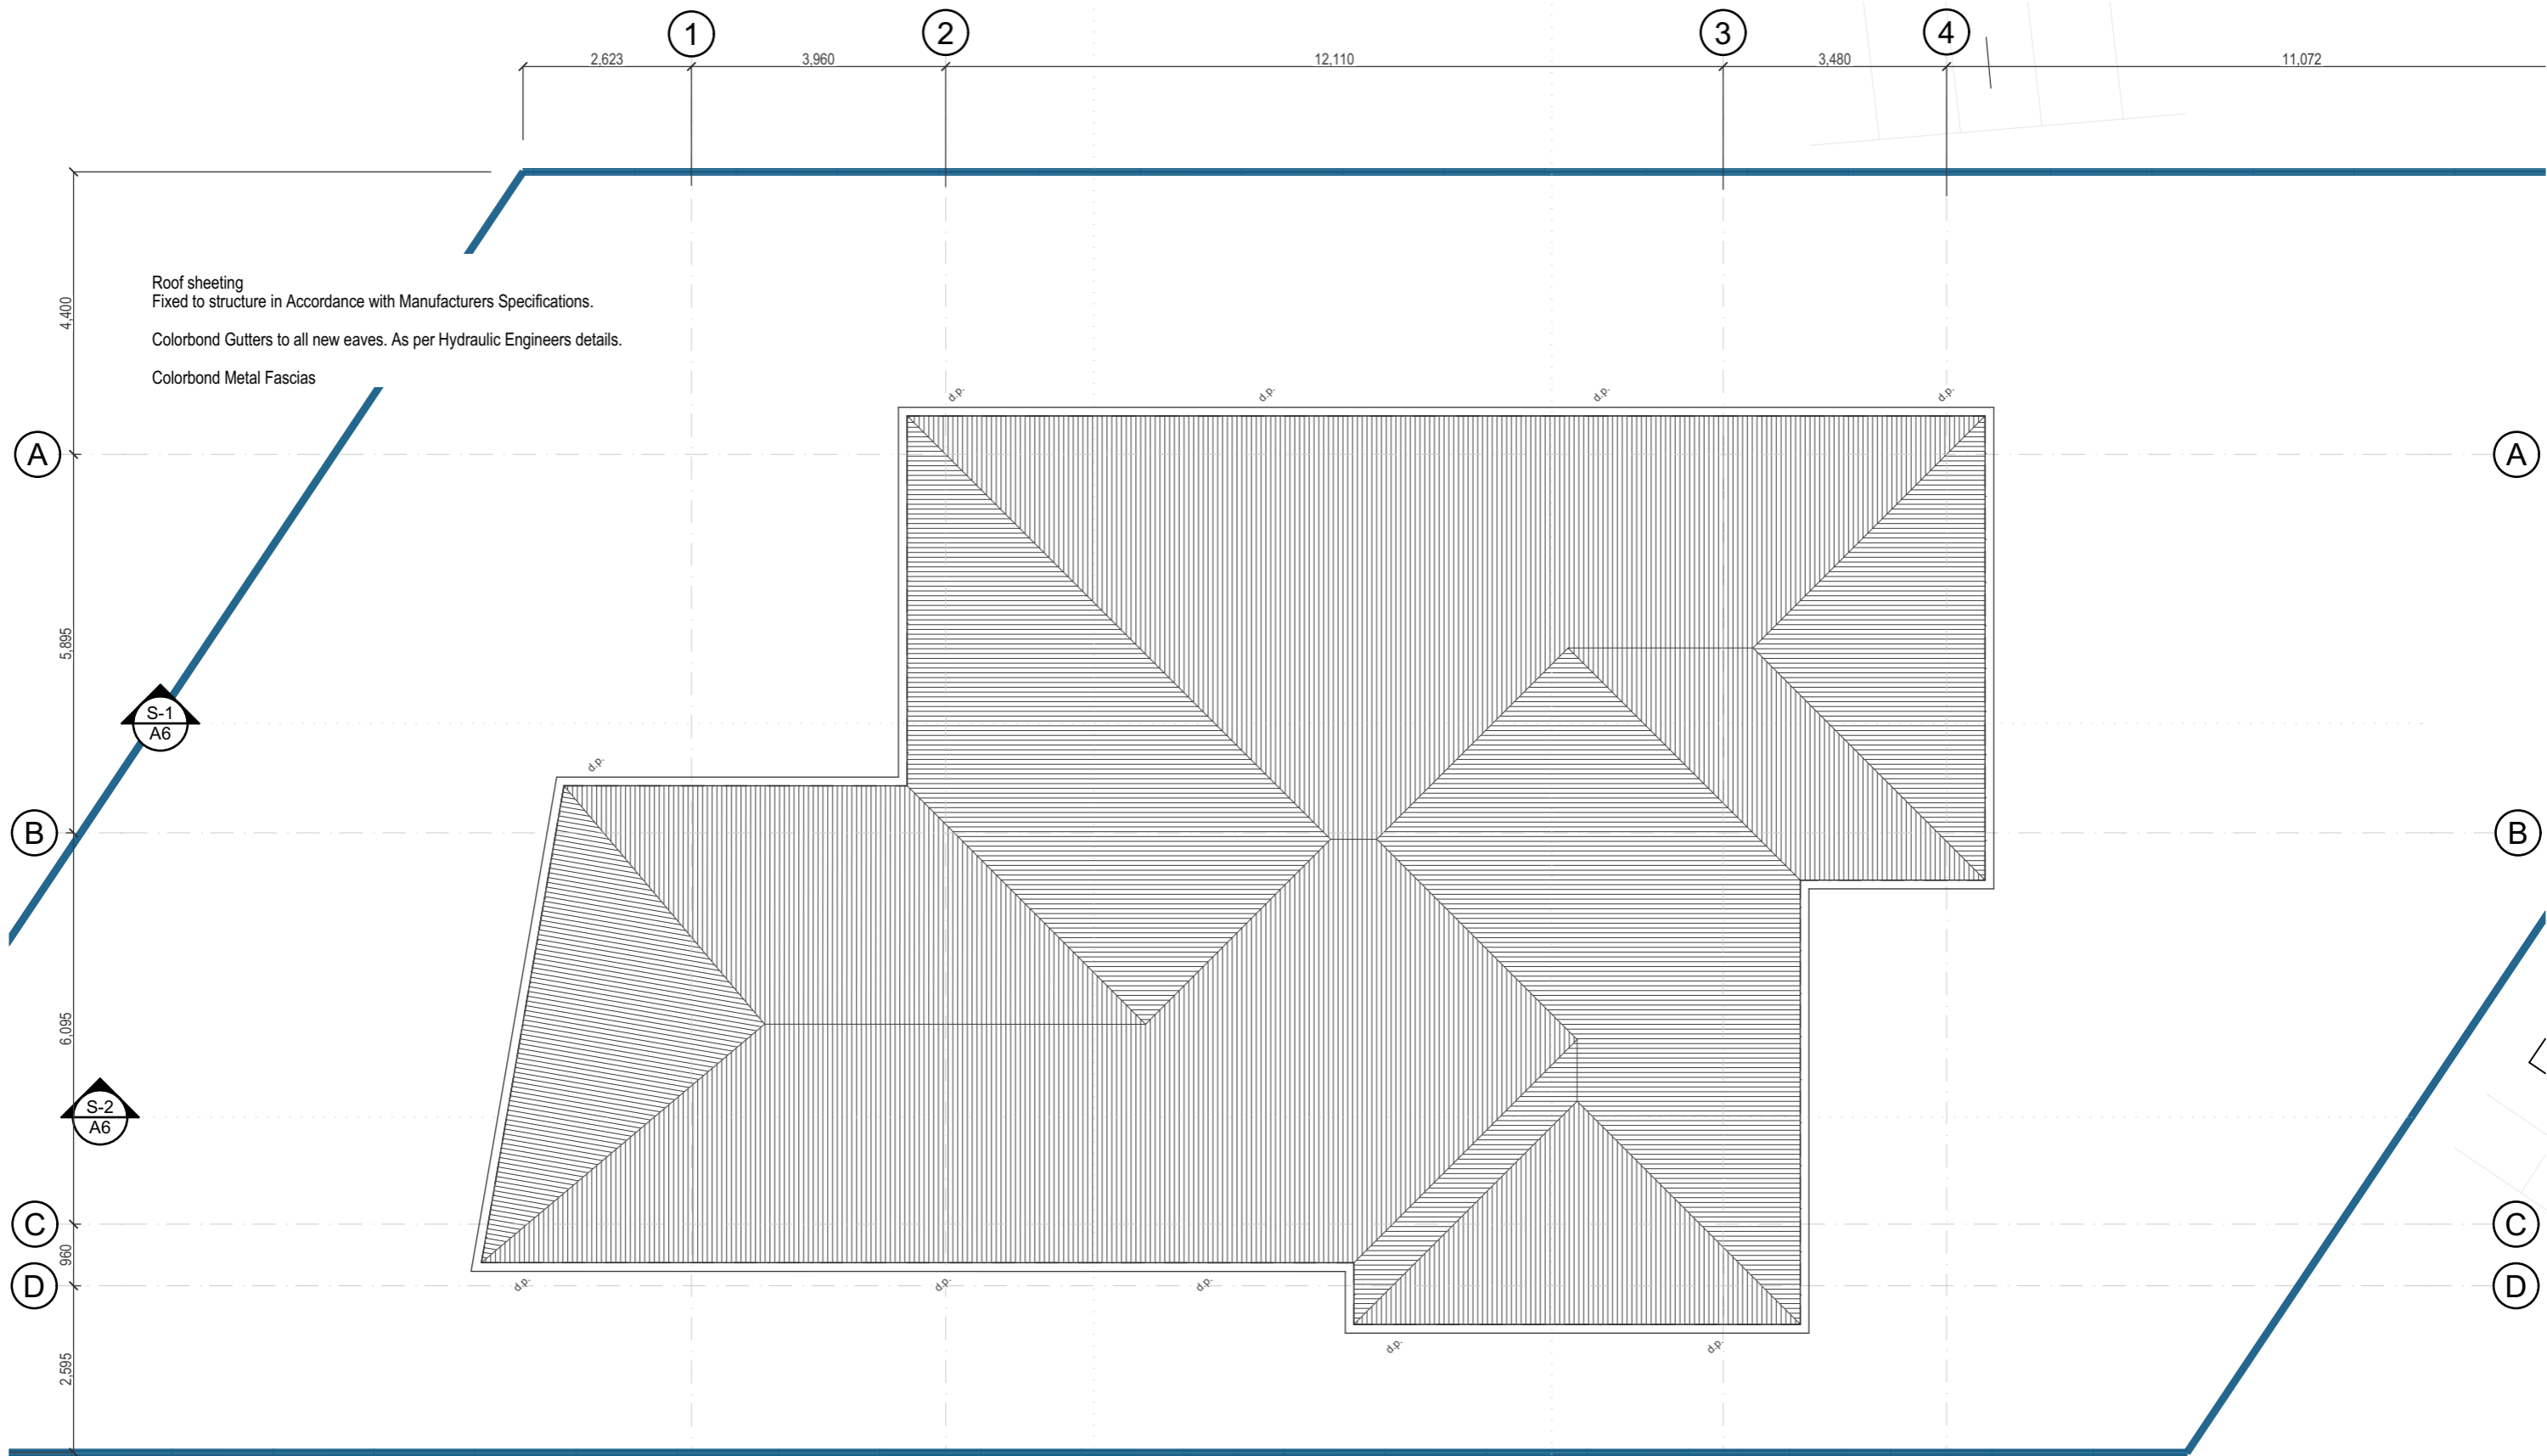 1
2
3
4
2,623
3,960
12,110
3,480
11,072
Roof sheeting
Fixed to structure in Accordance with Manufacturers Specifications.
Colorbond Gutters to all new eaves. As per Hydraulic Engineers details.
Colorbond Metal Fascias
4,400
d.p.
d.p.
d.p.
d.p.
A
A
5,895
S-1
A6
d.p.
B
B
6,095
S-2
A6
C
C
960
D
D
d.p.
d.p.
d.p.
d.p.
d.p.
2,595